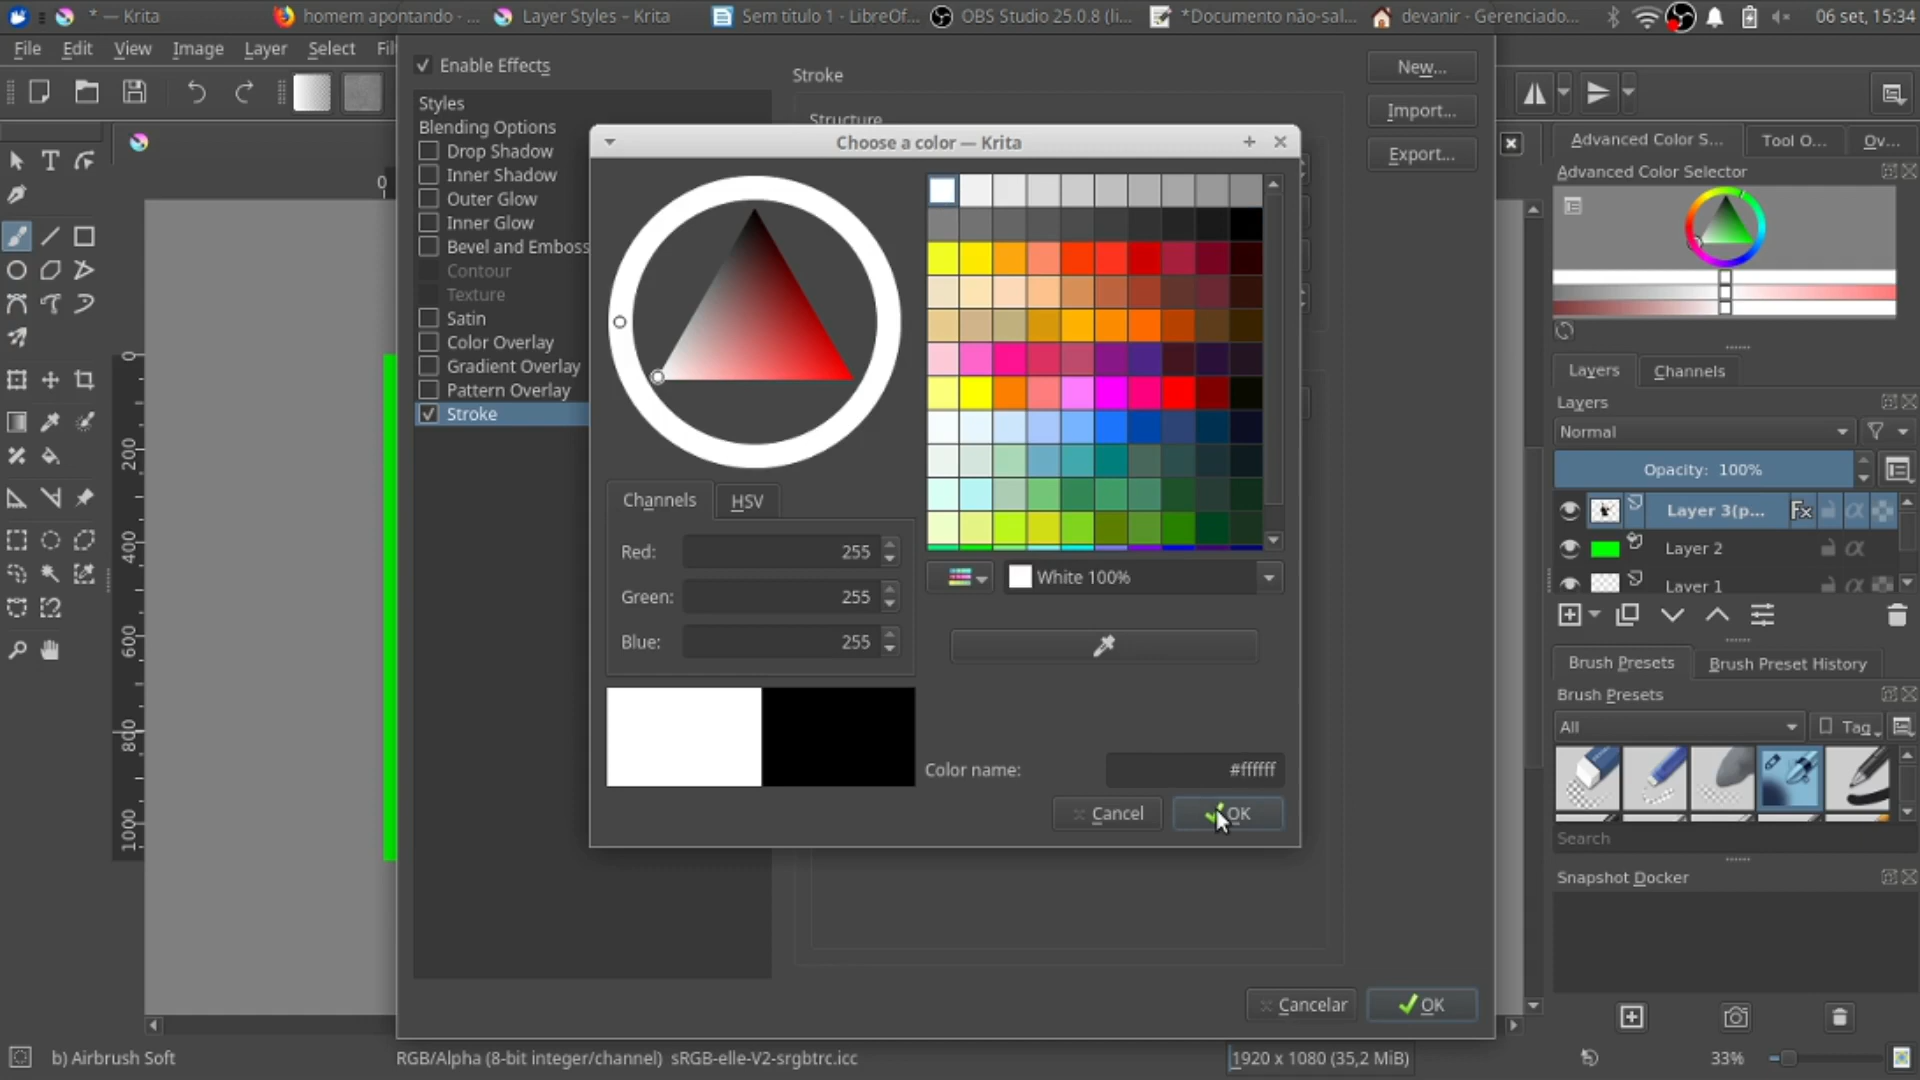 * — Krita
homem apontando - ...
Layer Styles – Krita
Sem título 1 - LibreOf...
OBS Studio 25.0.8 (li...
*Documento não-sal...
devanir - Gerenciado...
06 set, 15:34
File Edit View Image Layer Select Fil
Enable Effects
Stroke
New...
Import...
Export...
Styles
Blending Options
Drop Shadow
Inner Shadow
Outer Glow
Inner Glow
Bevel and Emboss
Contour
Texture
Satin
Color Overlay
Gradient Overlay
Pattern Overlay
Stroke
Structure
Choose a color — Krita
Channels HSV
Red: 255
Green: 255
Blue: 255
White 100%
Color name: #ffffff
Cancel OK
Cancelar OK
0
0
200
400
600
800
1000
Advanced Color S... Tool O... Ov...
Advanced Color Selector
Layers Channels
Layers
Normal
Opacity: 100%
Layer 3(p... Fx
Layer 2
Layer 1
Brush Presets Brush Preset History
Brush Presets
All Tag
Search
Snapshot Docker
b) Airbrush Soft
RGB/Alpha (8-bit integer/channel) sRGB-elle-V2-srgbtrc.icc
1920 x 1080 (35,2 MiB)
33%